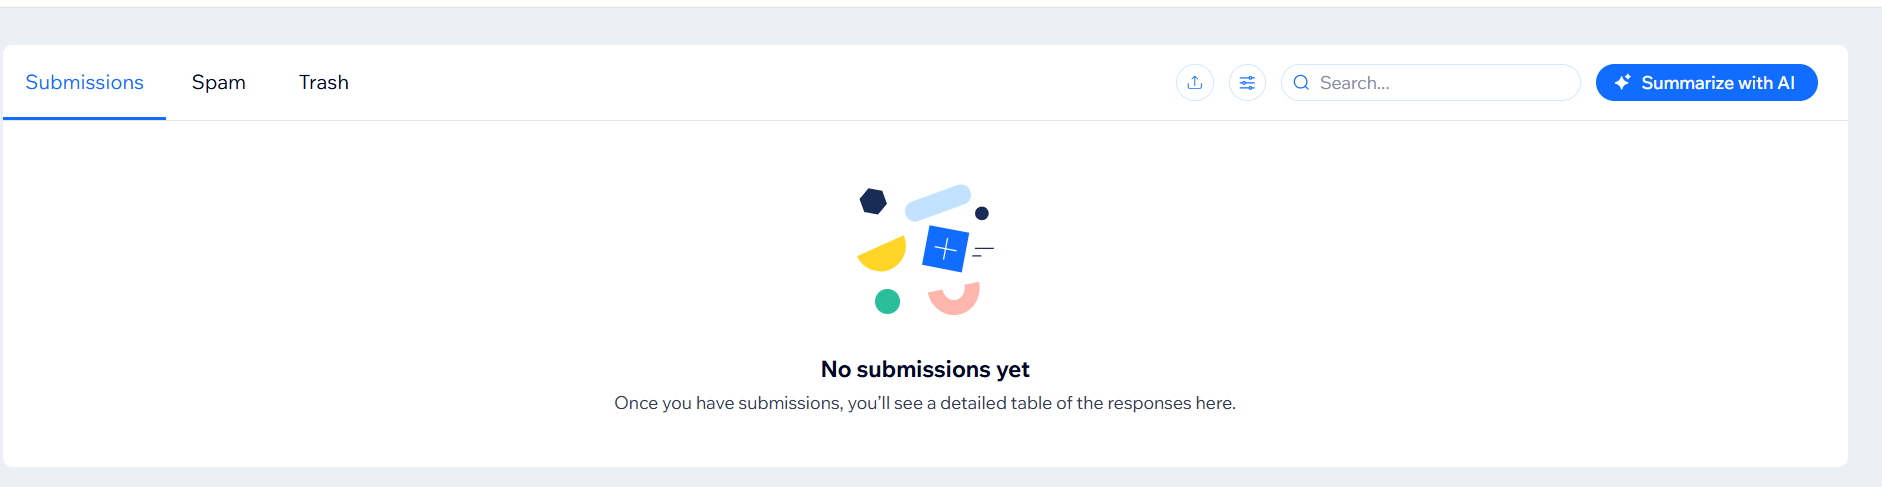 Submissions
Spam
Trash
Search...
Summarize with AI
No submissions yet
Once you have submissions, you'll see a detailed table of the responses here.